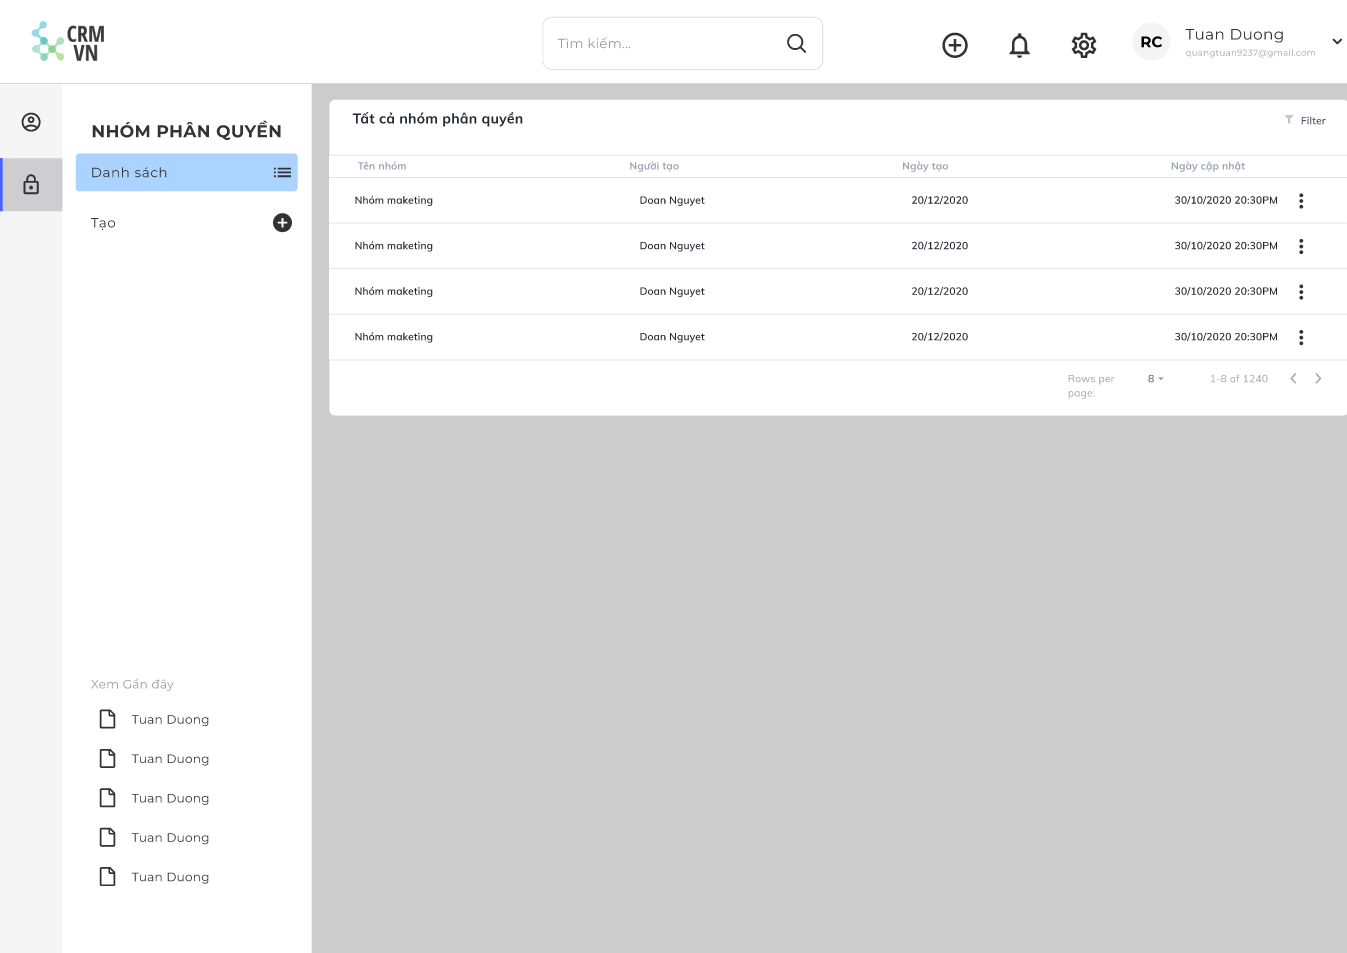 CRM
VN
Tìm kiếm...
RC
Tuan Duong
quangtuan9237@gmail.com
NHÓM PHÂN QUYỀN
Danh sách
Tạo
Tất cả nhóm phân quyền
Filter
Tên nhóm Người tạo Ngày tạo Ngày cập nhật
Nhóm maketing Doan Nguyet 20/12/2020 30/10/2020 20:30PM
Nhóm maketing Doan Nguyet 20/12/2020 30/10/2020 20:30PM
Nhóm maketing Doan Nguyet 20/12/2020 30/10/2020 20:30PM
Nhóm maketing Doan Nguyet 20/12/2020 30/10/2020 20:30PM
Rows per page: 8 1-8 of 1240
Xem Gần đây
Tuan Duong
Tuan Duong
Tuan Duong
Tuan Duong
Tuan Duong